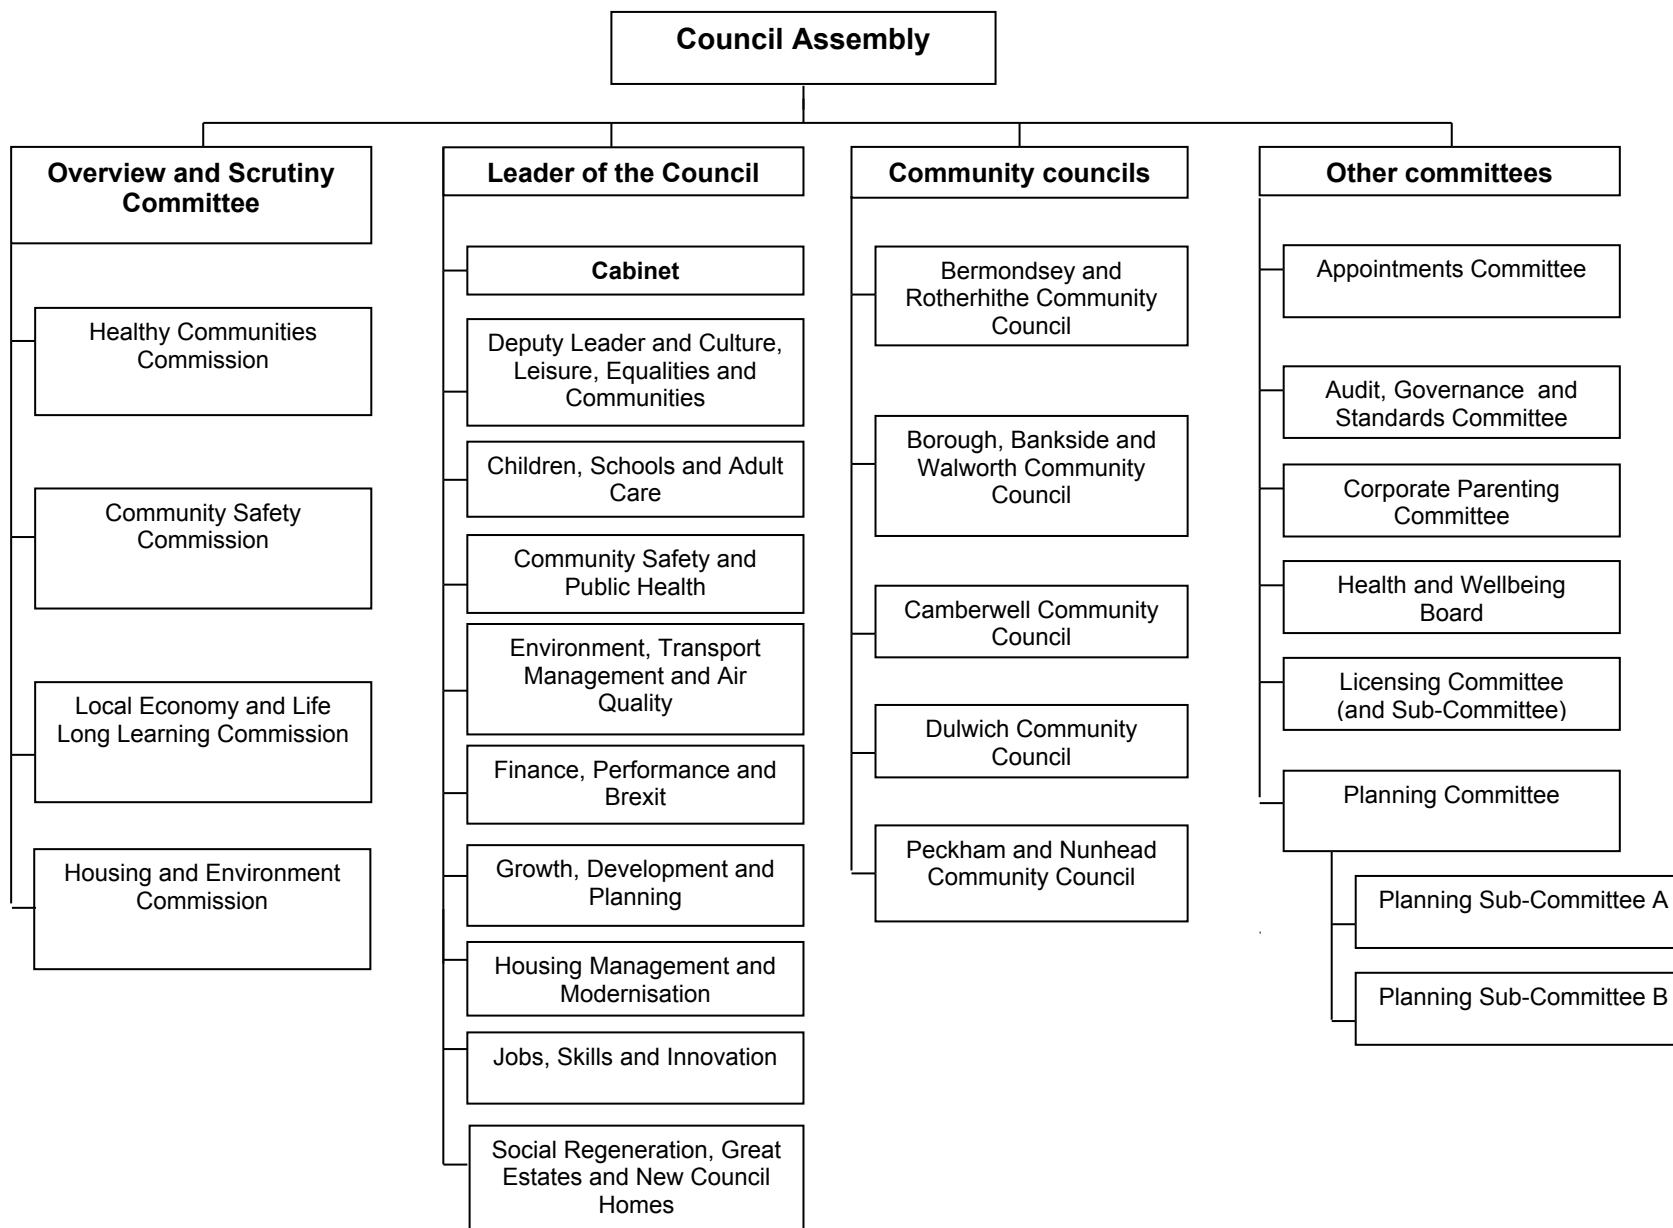 Council Assembly
Overview and Scrutiny
Committee
Healthy Communities
Commission
Community Safety
Commission
Local Economy and Life
Long Learning Commission
Housing and Environment
Commission
Leader of the Council
Cabinet
Deputy Leader and Culture,
Leisure, Equalities and
Communities
Children, Schools and Adult
Care
Community Safety and
Public Health
Environment, Transport
Management and Air
Quality
Finance, Performance and
Brexit
Growth, Development and
Planning
Housing Management and
Modernisation
Jobs, Skills and Innovation
Social Regeneration, Great
Estates and New Council
Homes
Community councils
Bermondsey and
Rotherhithe Community
Council
Borough, Bankside and
Walworth Community
Council
Camberwell Community
Council
Dulwich Community
Council
Peckham and Nunhead
Community Council
Other committees
Appointments Committee
Audit, Governance and
Standards Committee
Corporate Parenting
Committee
Health and Wellbeing
Board
Licensing Committee
(and Sub-Committee)
Planning Committee
Planning Sub-Committee A
Planning Sub-Committee B